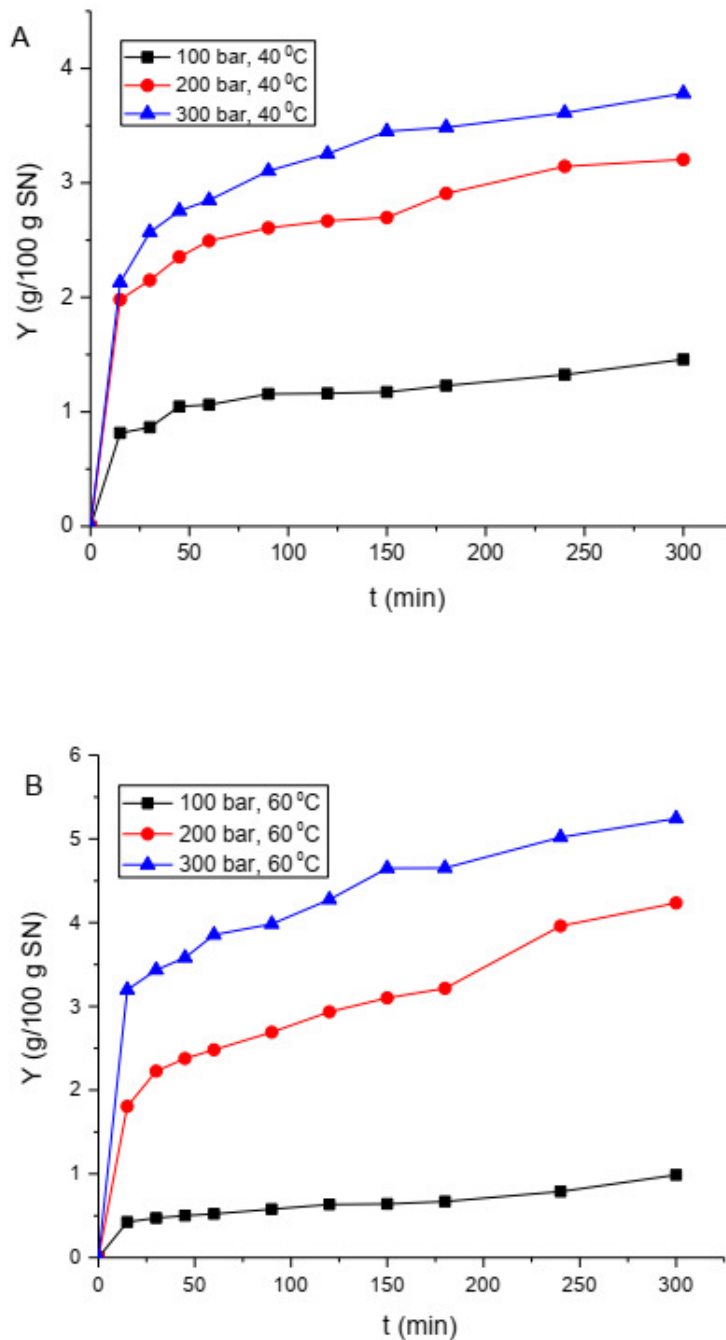 A
100 bar, 40 ⁰C
200 bar, 40 ⁰C
300 bar, 40 ⁰C
4
3
2
1
0
Y (g/100 g SN)
0 50 100 150 200 250 300
t (min)
B
100 bar, 60 ⁰C
200 bar, 60 ⁰C
300 bar, 60 ⁰C
6
5
4
3
2
1
0
Y (g/100 g SN)
0 50 100 150 200 250 300
t (min)